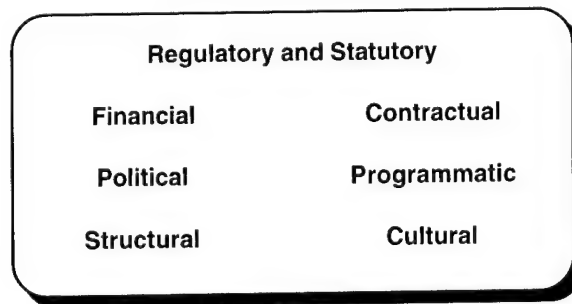 Regulatory and Statutory
Financial Contractual
Political Programmatic
Structural Cultural